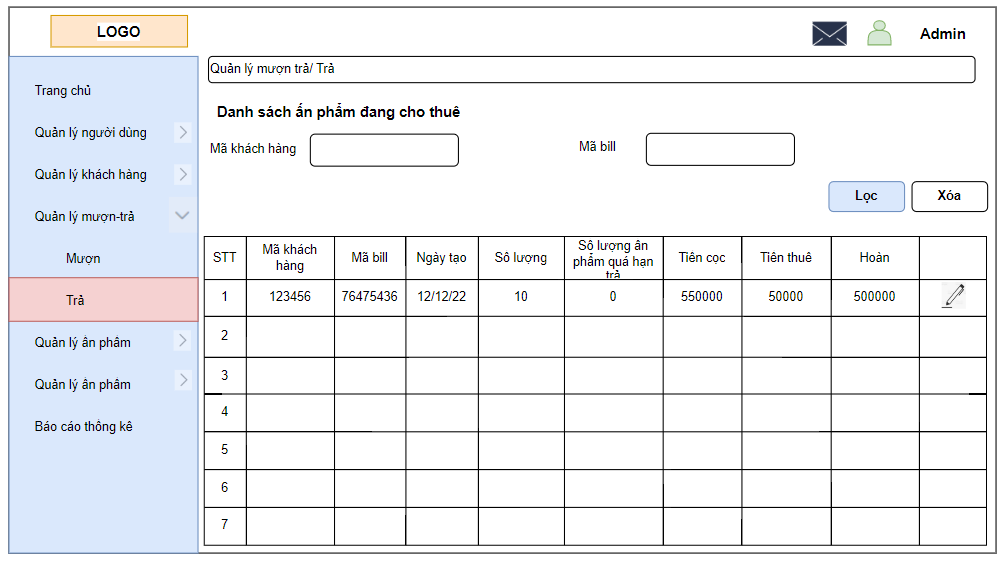 LOGO
Admin
Trang chủ
Quản lý người dùng
Quản lý khách hàng
Quản lý mượn-trả
Mượn
Trả
Quản lý ấn phẩm
Quản lý ấn phẩm
Báo cáo thống kê
Quản lý mượn trả/ Trả
Danh sách ấn phẩm đang cho thuê
Mã khách hàng
Mã bill
Lọc
Xóa
STT
Mã khách
hàng
Mã bill
Ngày tạo
Số lượng
Số lượng ấn
phẩm quá hạn
trả
Tiền cọc
Tiền thuê
Hoàn
1 123456 76475436 12/12/22 10 0 550000 50000 500000
2
3
4
5
6
7